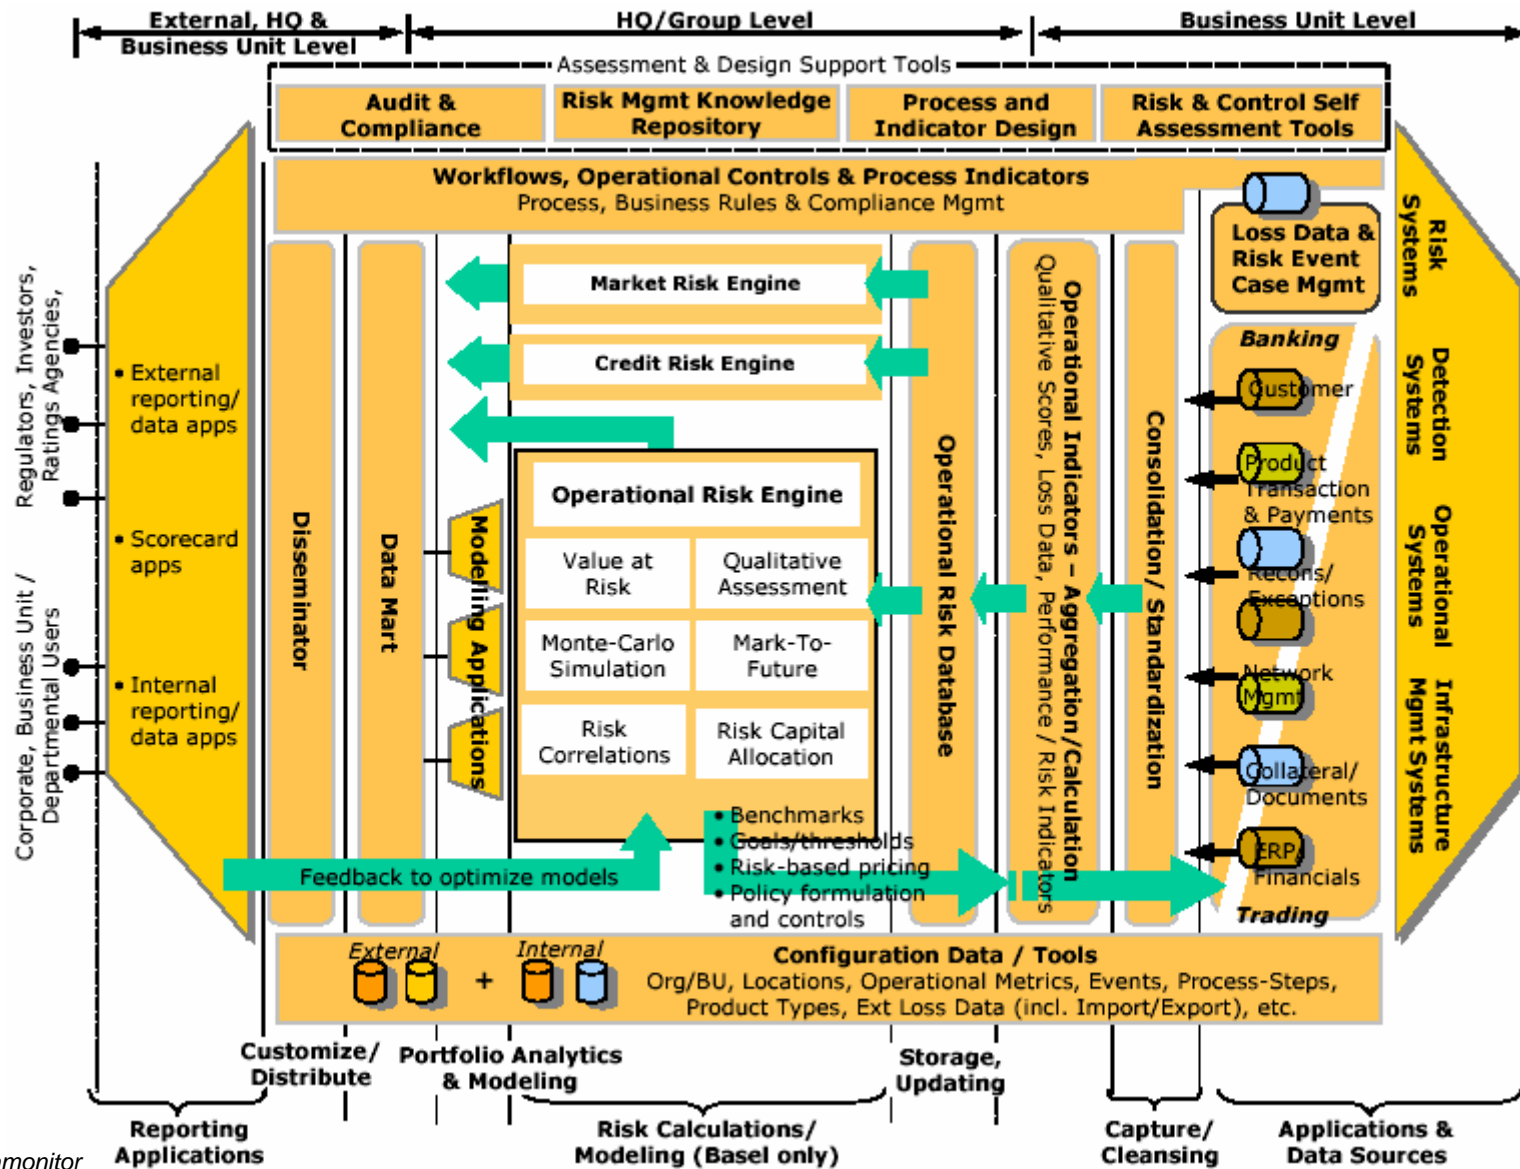 External, HQ &
Business Unit Level
HQ/Group Level
Business Unit Level
Assessment & Design Support Tools
Audit &
Compliance
Risk Mgmt Knowledge
Repository
Process and
Indicator Design
Risk & Control Self
Assessment Tools
Workflows, Operational Controls & Process Indicators
Process, Business Rules & Compliance Mgmt
Regulators, Investors,
Ratings Agencies,
Corporate, Business Unit /
Departmental Users
• External
reporting/
data apps
• Scorecard
apps
• Internal
reporting/
data apps
Disseminator
Data Mart
Modelling Applications
Market Risk Engine
Credit Risk Engine
Operational Risk Engine
Value at
Risk
Qualitative
Assessment
Monte-Carlo
Simulation
Mark-To-
Future
Risk
Correlations
Risk Capital
Allocation
• Benchmarks
• Goals/thresholds
• Risk-based pricing
• Policy formulation
and controls
Feedback to optimize models
Operational Risk Database
Operational Indicators – Aggregation/Calculation
Qualitative Scores, Loss Data, Performance / Risk Indicators
Consolidation/ Standardization
Loss Data &
Risk Event
Case Mgmt
Banking
Customer
Product
Transaction
& Payments
Recons/
Exceptions
Network
Mgmt
Collateral/
Documents
ERP
Financials
Trading
Risk
Systems
Detection
Systems
Operational
Systems
Infrastructure
Mgmt Systems
External
+
Internal
Configuration Data / Tools
Org/BU, Locations, Operational Metrics, Events, Process-Steps,
Product Types, Ext Loss Data (incl. Import/Export), etc.
Customize/
Distribute
Portfolio Analytics
& Modeling
Storage,
Updating
Reporting
Applications
Risk Calculations/
Modeling (Basel only)
Capture/
Cleansing
Applications &
Data Sources